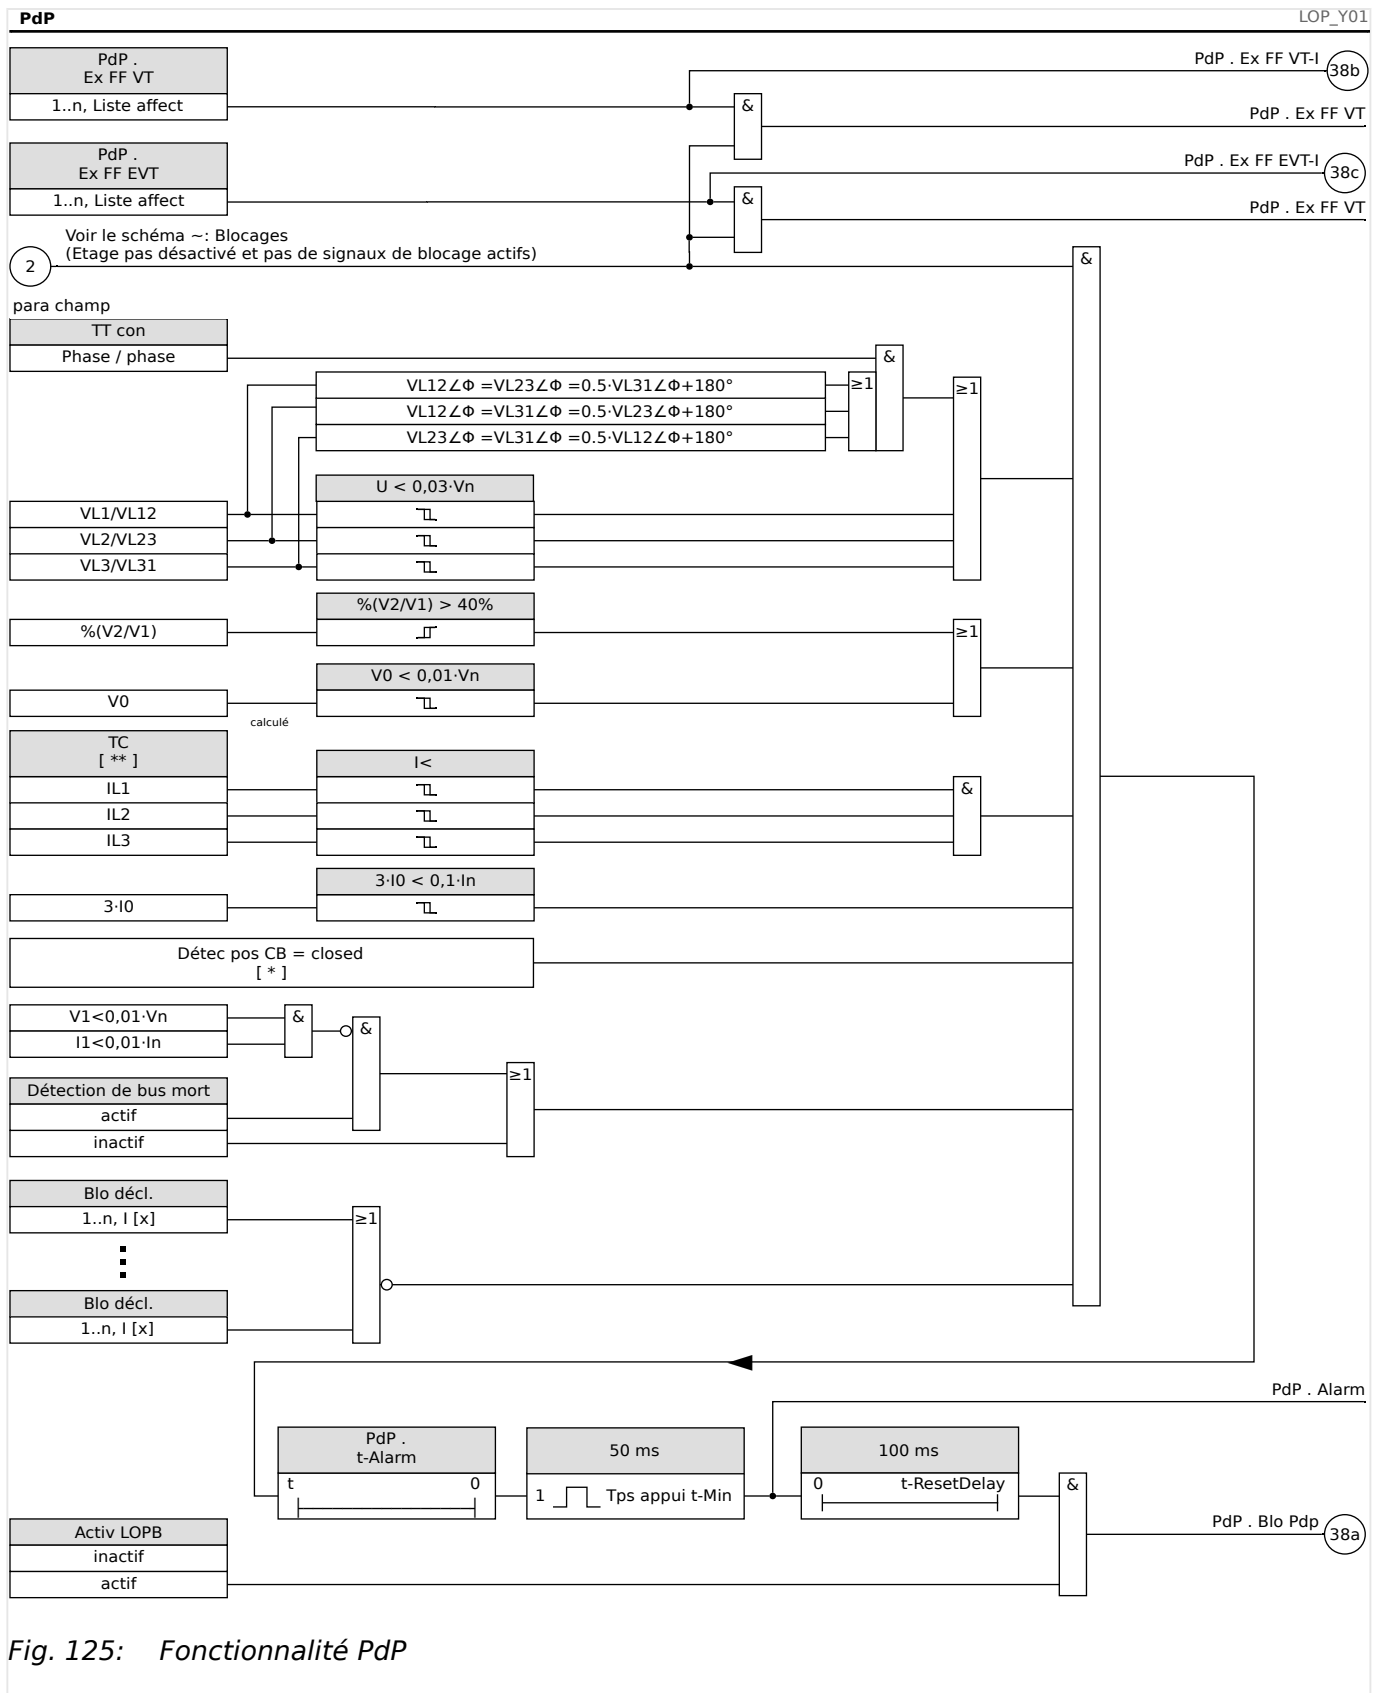 PdP
LOP_Y01
PdP .
Ex FF VT
1..n, Liste affect
&
PdP . Ex FF VT-I
38b
PdP . Ex FF VT
PdP .
Ex FF EVT
1..n, Liste affect
&
PdP . Ex FF EVT-I
38c
PdP . Ex FF VT
Voir le schéma ~: Blocages
(Etage pas désactivé et pas de signaux de blocage actifs)
2
&
para champ
TT con
Phase / phase
&
VL12∠Φ =VL23∠Φ =0.5·VL31∠Φ+180°
≥1
≥1
VL12∠Φ =VL31∠Φ =0.5·VL23∠Φ+180°
VL23∠Φ =VL31∠Φ =0.5·VL12∠Φ+180°
U < 0,03·Vn
VL1/VL12
VL2/VL23
VL3/VL31
%(V2/V1) > 40%
%(V2/V1)
≥1
V0 < 0,01·Vn
V0
calculé
TC
[ ** ]
I<
IL1
&
IL2
IL3
3·I0 < 0,1·In
3·I0
Détec pos CB = closed
[ * ]
V1<0,01·Vn
&
&
I1<0,01·In
≥1
Détection de bus mort
actif
inactif
Blo décl.
1..n, I [x]
≥1
Blo décl.
1..n, I [x]
PdP . Alarm
PdP .
t-Alarm
t 0
50 ms
1 Tps appui t-Min
100 ms
0 t-ResetDelay
&
Activ LOPB
inactif
actif
PdP . Blo Pdp
38a
Fig. 125: Fonctionnalité PdP